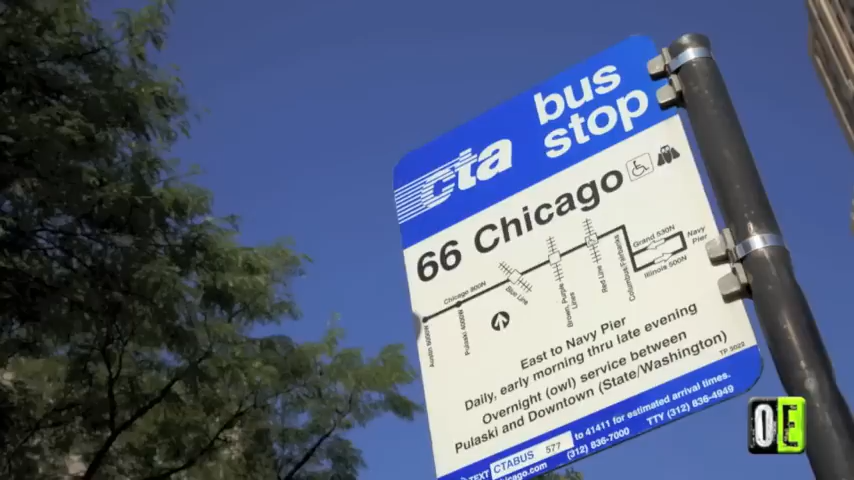 cta
bus
stop
66 Chicago
Grand 530N
Navy
Pier
Illinois 500N
Columbus/Fairbanks
Red Line
Brown, Purple
Lines
Blue Line
Chicago 800N
Pulaski 4000W
Austin 6000W
East to Navy Pier
Daily, early morning thru late evening
Overnight (owl) service between
Pulaski and Downtown (State/Washington)
TP 3022
TEXT CTABUS 577 to 41411 for estimated arrival times.
hicago.com (312) 836-7000 TTY (312) 836-4949
OE